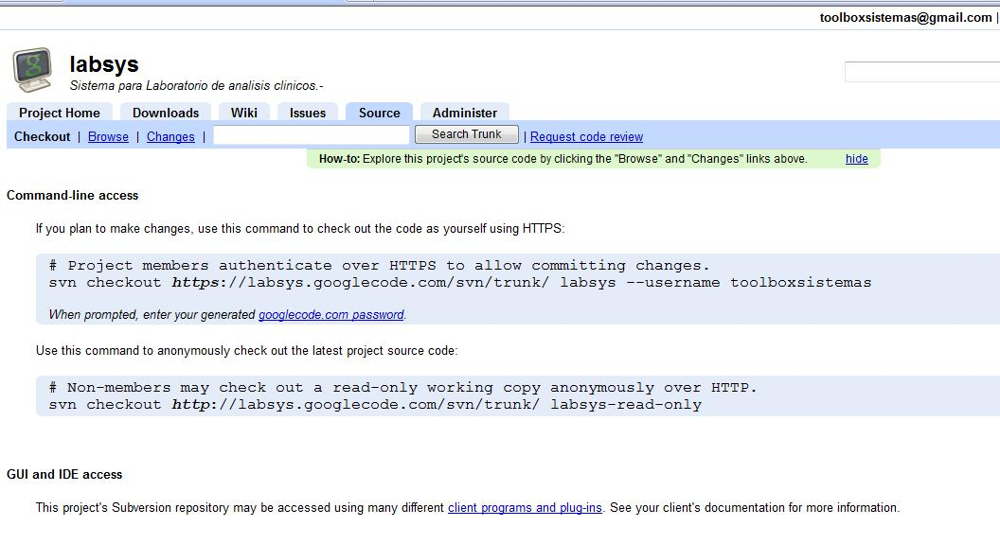 toolboxsistemas@gmail.com |
labsys
Sistema para Laboratorio de analisis clinicos.-
Project Home Downloads Wiki Issues Source Administer
Checkout | Browse | Changes | Search Trunk | Request code review
How-to: Explore this project's source code by clicking the "Browse" and "Changes" links above. hide
Command-line access
If you plan to make changes, use this command to check out the code as yourself using HTTPS:
# Project members authenticate over HTTPS to allow committing changes.
svn checkout https://labsys.googlecode.com/svn/trunk/ labsys --username toolboxsistemas
When prompted, enter your generated googlecode.com password.
Use this command to anonymously check out the latest project source code:
# Non-members may check out a read-only working copy anonymously over HTTP.
svn checkout http://labsys.googlecode.com/svn/trunk/ labsys-read-only
GUI and IDE access
This project's Subversion repository may be accessed using many different client programs and plug-ins. See your client's documentation for more information.